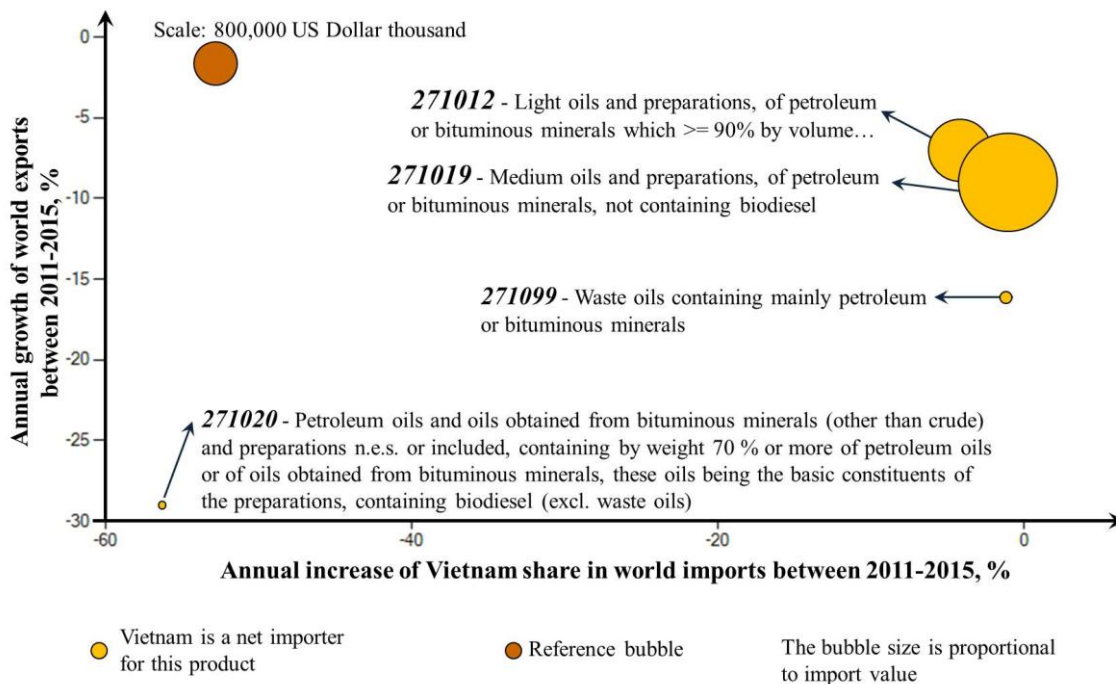 0
Scale: 800,000 US Dollar thousand
271012 - Light oils and preparations, of petroleum
or bituminous minerals which >= 90% by volume…
-5
271019 - Medium oils and preparations, of petroleum
or bituminous minerals, not containing biodiesel
-10
-15
271099 - Waste oils containing mainly petroleum
or bituminous minerals
-20
271020 - Petroleum oils and oils obtained from bituminous minerals (other than crude)
and preparations n.e.s. or included, containing by weight 70 % or more of petroleum oils
or of oils obtained from bituminous minerals, these oils being the basic constituents of
the preparations, containing biodiesel (excl. waste oils)
-25
-30
Annual growth of world exports
between 2011-2015, %
-60
-40
-20
0
Annual increase of Vietnam share in world imports between 2011-2015, %
Vietnam is a net importer
for this product
Reference bubble
The bubble size is proportional
to import value